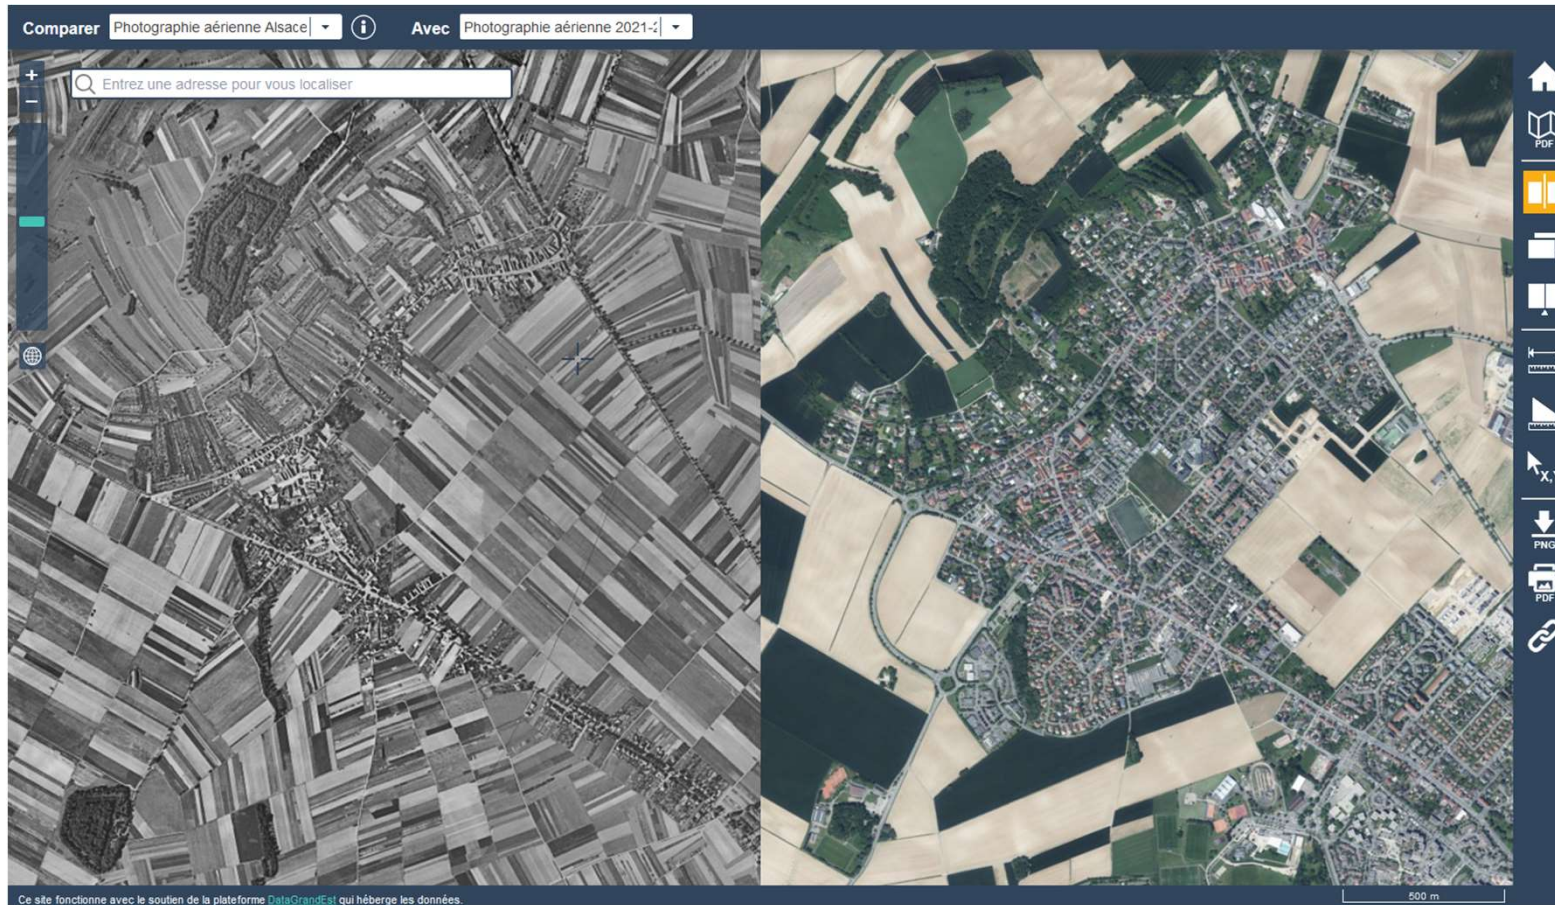 Comparer Photographie aérienne Alsace Avec Photographie aérienne 2021-2
+
Entrez une adresse pour vous localiser
−
PDF
X,
PNG
PDF
500 m
Ce site fonctionne avec le soutien de la plateforme DataGrandEst qui héberge les données.